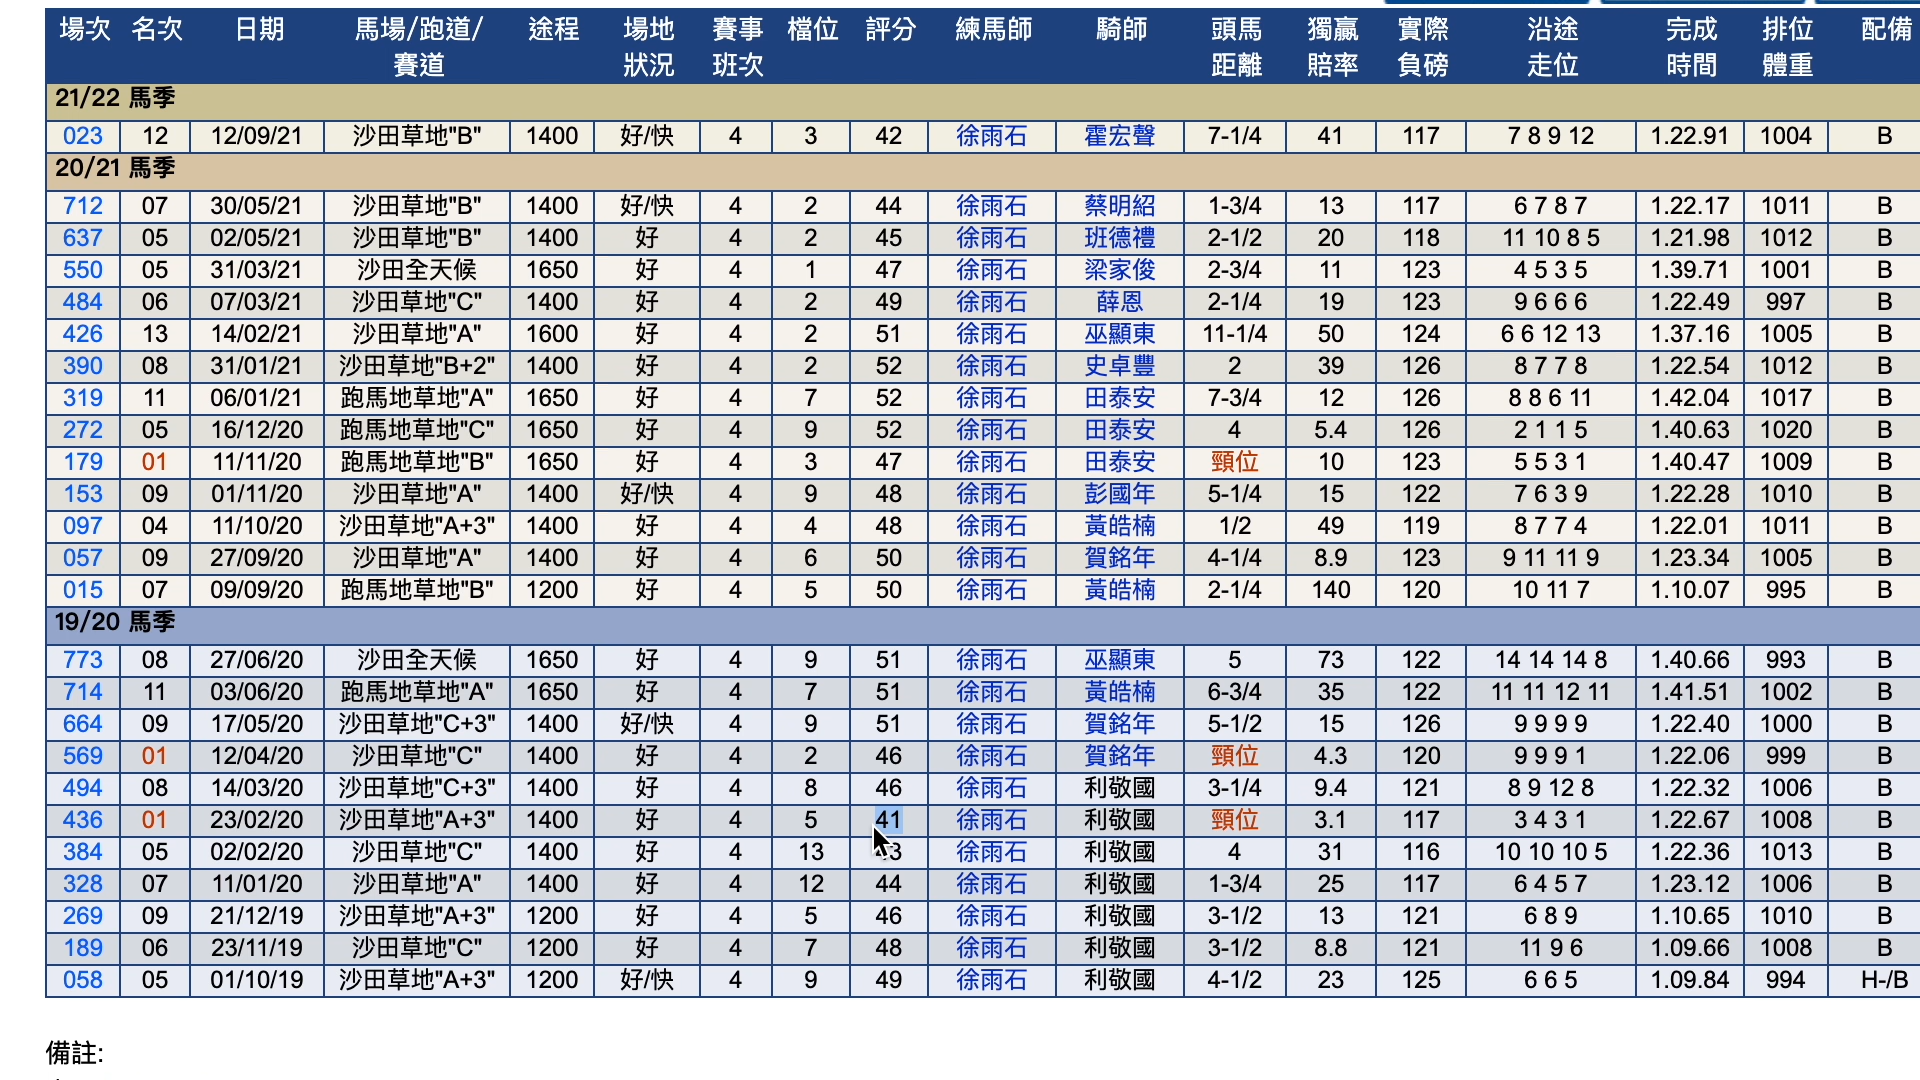 場次 名次 日期 馬場/跑道/賽道 途程 場地狀況 賽事班次 檔位 評分 練馬師 騎師 頭馬距離 獨贏賠率 實際負磅 沿途走位 完成時間 排位體重 配備
21/22 馬季
023 12 12/09/21 沙田草地"B" 1400 好/快 4 3 42 徐雨石 霍宏聲 7-1/4 41 117 7 8 9 12 1.22.91 1004 B
20/21 馬季
712 07 30/05/21 沙田草地"B" 1400 好/快 4 2 44 徐雨石 蔡明紹 1-3/4 13 117 6 7 8 7 1.22.17 1011 B
637 05 02/05/21 沙田草地"B" 1400 好 4 2 45 徐雨石 班德禮 2-1/2 20 118 11 10 8 5 1.21.98 1012 B
550 05 31/03/21 沙田全天候 1650 好 4 1 47 徐雨石 梁家俊 2-3/4 11 123 4 5 3 5 1.39.71 1001 B
484 06 07/03/21 沙田草地"C" 1400 好 4 2 49 徐雨石 薛恩 2-1/4 19 123 9 6 6 6 1.22.49 997 B
426 13 14/02/21 沙田草地"A" 1600 好 4 2 51 徐雨石 巫顯東 11-1/4 50 124 6 6 12 13 1.37.16 1005 B
390 08 31/01/21 沙田草地"B+2" 1400 好 4 2 52 徐雨石 史卓豐 2 39 126 8 7 7 8 1.22.54 1012 B
319 11 06/01/21 跑馬地草地"A" 1650 好 4 7 52 徐雨石 田泰安 7-3/4 12 126 8 8 6 11 1.42.04 1017 B
272 05 16/12/20 跑馬地草地"C" 1650 好 4 9 52 徐雨石 田泰安 4 5.4 126 2 1 1 5 1.40.63 1020 B
179 01 11/11/20 跑馬地草地"B" 1650 好 4 3 47 徐雨石 田泰安 頸位 10 123 5 5 3 1 1.40.47 1009 B
153 09 01/11/20 沙田草地"A" 1400 好/快 4 9 48 徐雨石 彭國年 5-1/4 15 122 7 6 3 9 1.22.28 1010 B
097 04 11/10/20 沙田草地"A+3" 1400 好 4 4 48 徐雨石 黃皓楠 1/2 49 119 8 7 7 4 1.22.01 1011 B
057 09 27/09/20 沙田草地"A" 1400 好 4 6 50 徐雨石 賀銘年 4-1/4 8.9 123 9 11 11 9 1.23.34 1005 B
015 07 09/09/20 跑馬地草地"B" 1200 好 4 5 50 徐雨石 黃皓楠 2-1/4 140 120 10 11 7 1.10.07 995 B
19/20 馬季
773 08 27/06/20 沙田全天候 1650 好 4 9 51 徐雨石 巫顯東 5 73 122 14 14 14 8 1.40.66 993 B
714 11 03/06/20 跑馬地草地"A" 1650 好 4 7 51 徐雨石 黃皓楠 6-3/4 35 122 11 11 12 11 1.41.51 1002 B
664 09 17/05/20 沙田草地"C+3" 1400 好/快 4 9 51 徐雨石 賀銘年 5-1/2 15 126 9 9 9 9 1.22.40 1000 B
569 01 12/04/20 沙田草地"C" 1400 好 4 2 46 徐雨石 賀銘年 頸位 4.3 120 9 9 9 1 1.22.06 999 B
494 08 14/03/20 沙田草地"C+3" 1400 好 4 8 46 徐雨石 利敬國 3-1/4 9.4 121 8 9 12 8 1.22.32 1006 B
436 01 23/02/20 沙田草地"A+3" 1400 好 4 5 41 徐雨石 利敬國 頸位 3.1 117 3 4 3 1 1.22.67 1008 B
384 05 02/02/20 沙田草地"C" 1400 好 4 13 43 徐雨石 利敬國 4 31 116 10 10 10 5 1.22.36 1013 B
328 07 11/01/20 沙田草地"A" 1400 好 4 12 44 徐雨石 利敬國 1-3/4 25 117 6 4 5 7 1.23.12 1006 B
269 09 21/12/19 沙田草地"A+3" 1200 好 4 5 46 徐雨石 利敬國 3-1/2 13 121 6 8 9 1.10.65 1010 B
189 06 23/11/19 沙田草地"C" 1200 好 4 7 48 徐雨石 利敬國 3-1/2 8.8 121 11 9 6 1.09.66 1008 B
058 05 01/10/19 沙田草地"A+3" 1200 好/快 4 9 49 徐雨石 利敬國 4-1/2 23 125 6 6 5 1.09.84 994 H-/B
備註: